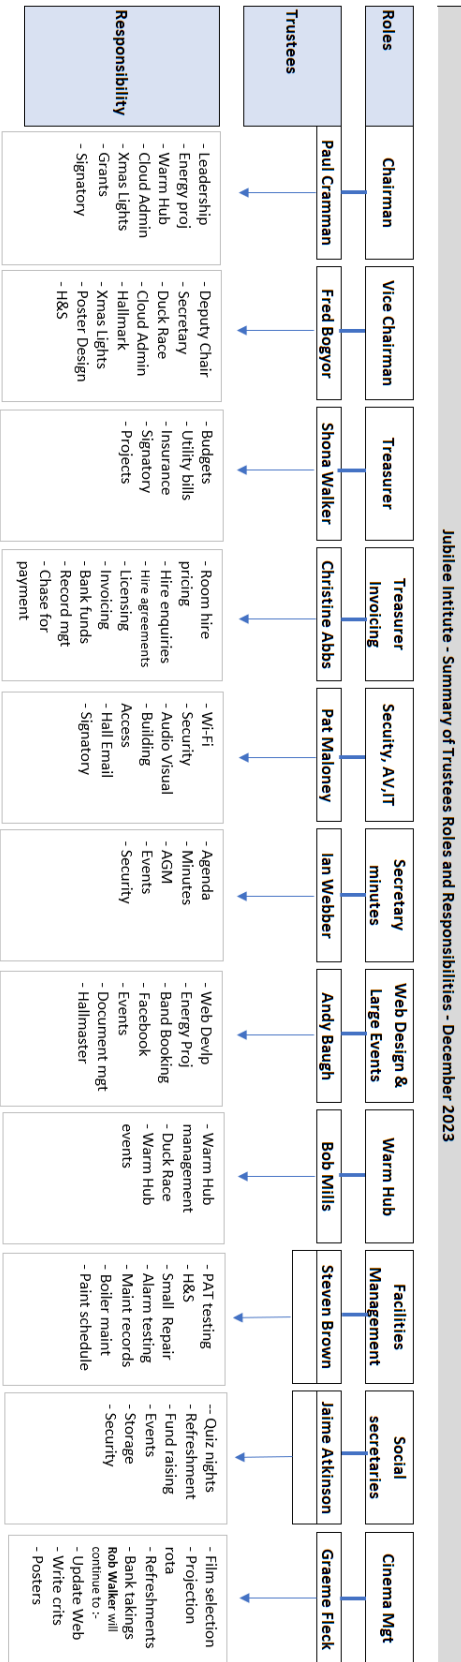 Jubilee Intitute - Summary of Trustees Roles and Responsibilities - December 2023
Roles
Chairman
Vice Chairman
Treasurer
Treasurer
Invoicing
Secuity, AV,IT
Secretary
minutes
Web Design &
Large Events
Warm Hub
Facilities
Management
Social
secretaries
Cinema Mgt
Trustees
Paul Cramman
Fred Bogyor
Shona Walker
Christine Abbs
Pat Maloney
Ian Webber
Andy Baugh
Bob Mills
Steven Brown
Jaime Atkinson
Graeme Fleck
Responsibility
- Leadership
- Energy proj
- Warm Hub
- Cloud Admin
- Xmas Lights
- Grants
- Signatory
- Deputy Chair
- Secretary
- Duck Race
- Cloud Admin
- Hallmark
- Xmas Lights
- Poster Design
- H&S
- Budgets
- Utility bills
- Insurance
- Signatory
- Projects
- Room hire
pricing
- Hire enquiries
- Hire agreements
- Licensing
- Invoicing
- Bank funds
- Record mgt
- Chase for
payment
- Wi-Fi
- Security
- Audio Visual
- Building
Access
- Hall Email
- Signatory
- Agenda
- Minutes
- AGM
- Events
- Security
- Web Devlp
- Energy Proj
- Band Booking
- Facebook
- Events
- Document mgt
- Hallmaster
- Warm Hub
management
- Duck Race
- Warm Hub
events
- PAT testing
- H&S
- Small Repair
- Alarm testing
- Maint records
- Boiler maint
- Paint schedule
-- Quiz nights
- Refreshment
- Fund raising
- Events
- Storage
- Security
- Film selection
- Projection
rota
- Refreshments
- Bank takings
Rob Walker will
continue to :-
- Update Web
- Write crits
- Posters